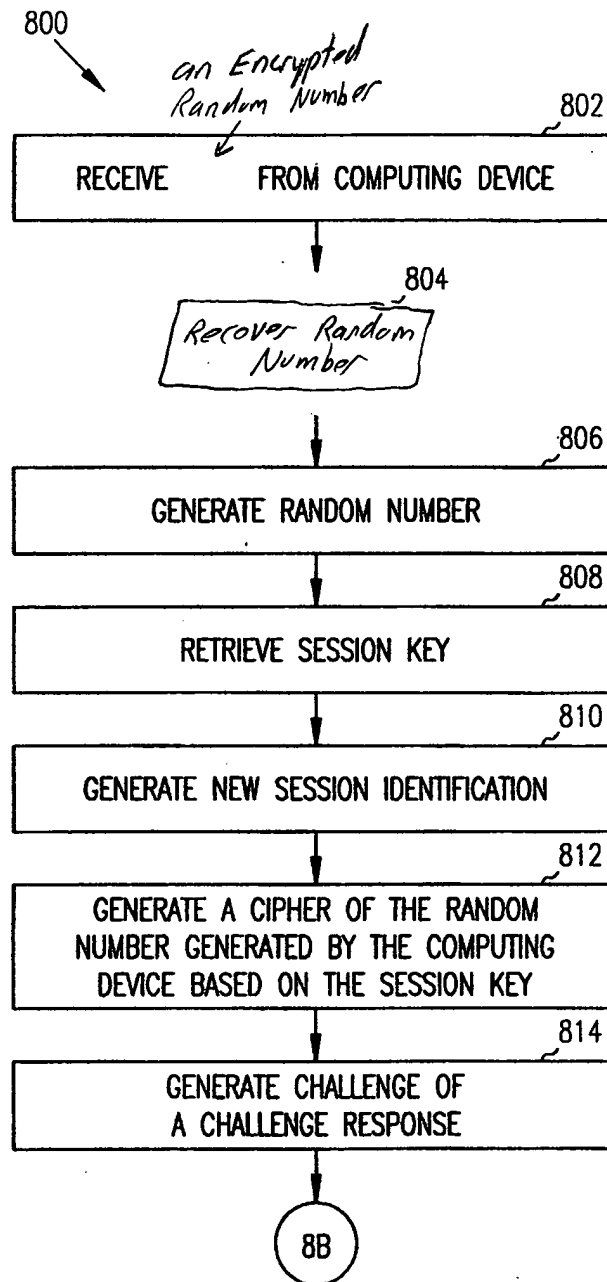 800
an Encrypted
Random Number
802
RECEIVE FROM COMPUTING DEVICE
804
Recover Random
Number
806
GENERATE RANDOM NUMBER
808
RETRIEVE SESSION KEY
810
GENERATE NEW SESSION IDENTIFICATION
812
GENERATE A CIPHER OF THE RANDOM
NUMBER GENERATED BY THE COMPUTING
DEVICE BASED ON THE SESSION KEY
814
GENERATE CHALLENGE OF
A CHALLENGE RESPONSE
8B